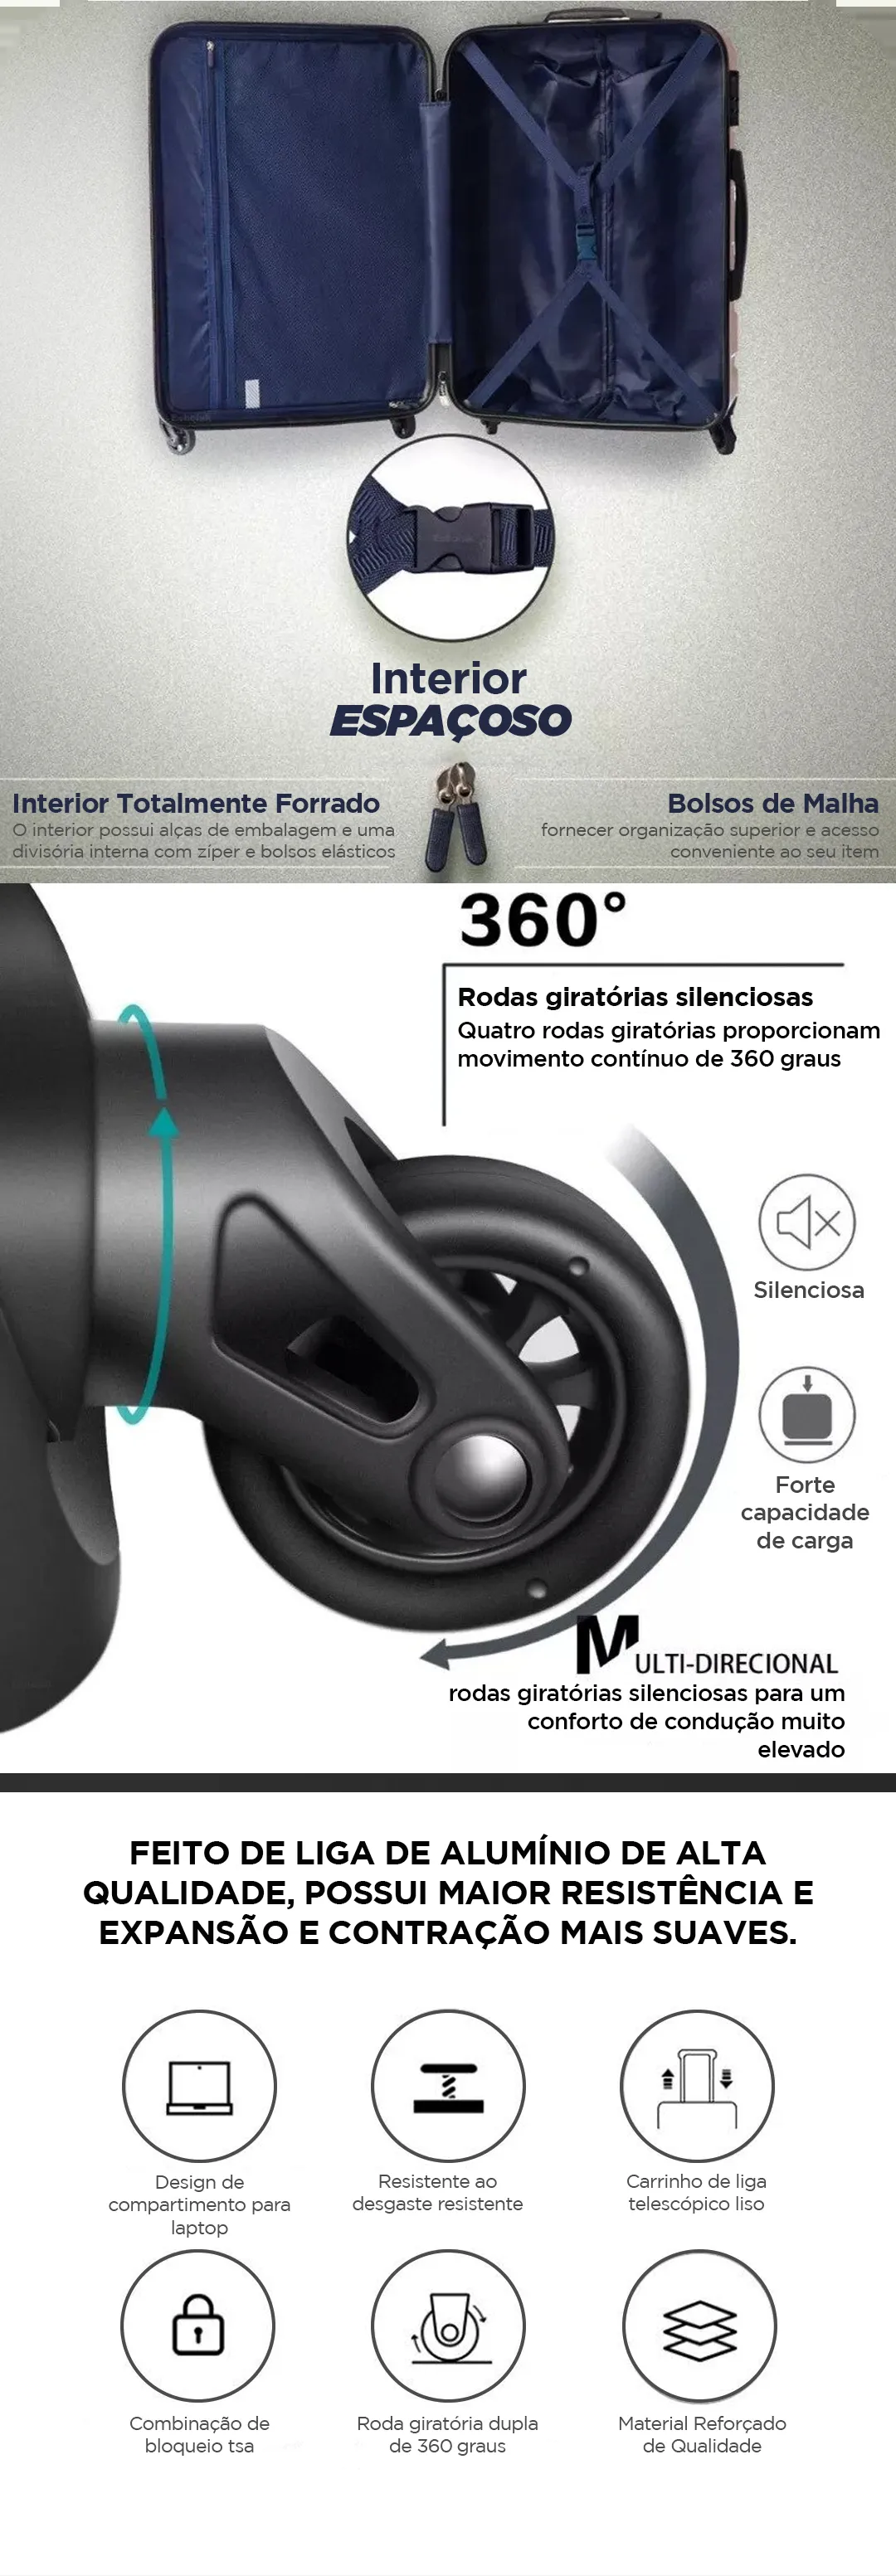 Interior
ESPAÇOSO
Interior Totalmente Forrado
O interior possui alças de embalagem e uma
divisória interna com zíper e bolsos elásticos
Bolsos de Malha
fornecer organização superior e acesso
conveniente ao seu item
360°
Rodas giratórias silenciosas
Quatro rodas giratórias proporcionam
movimento contínuo de 360 graus
Silenciosa
Forte
capacidade
de carga
MULTI-DIRECIONAL
rodas giratórias silenciosas para um
conforto de condução muito
elevado
FEITO DE LIGA DE ALUMÍNIO DE ALTA
QUALIDADE, POSSUI MAIOR RESISTÊNCIA E
EXPANSÃO E CONTRAÇÃO MAIS SUAVES.
Design de
compartimento para
laptop
Resistente ao
desgaste resistente
Carrinho de liga
telescópico liso
Combinação de
bloqueio tsa
Roda giratória dupla
de 360 graus
Material Reforçado
de Qualidade